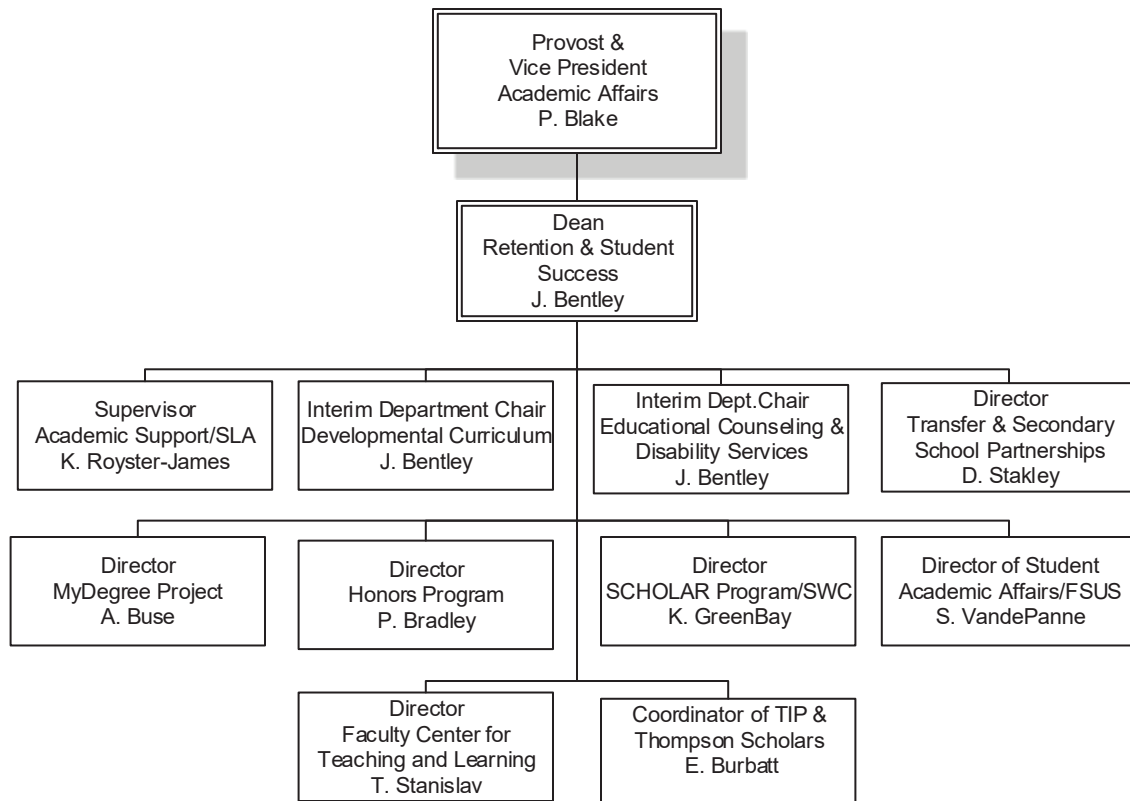 Provost &
Vice President
Academic Affairs
P. Blake
Dean
Retention & Student
Success
J. Bentley
Supervisor
Academic Support/SLA
K. Royster-James
Interim Department Chair
Developmental Curriculum
J. Bentley
Interim Dept.Chair
Educational Counseling &
Disability Services
J. Bentley
Director
Transfer & Secondary
School Partnerships
D. Stakley
Director
MyDegree Project
A. Buse
Director
Honors Program
P. Bradley
Director
SCHOLAR Program/SWC
K. GreenBay
Director of Student
Academic Affairs/FSUS
S. VandePanne
Director
Faculty Center for
Teaching and Learning
T. Stanislav
Coordinator of TIP &
Thompson Scholars
E. Burbatt